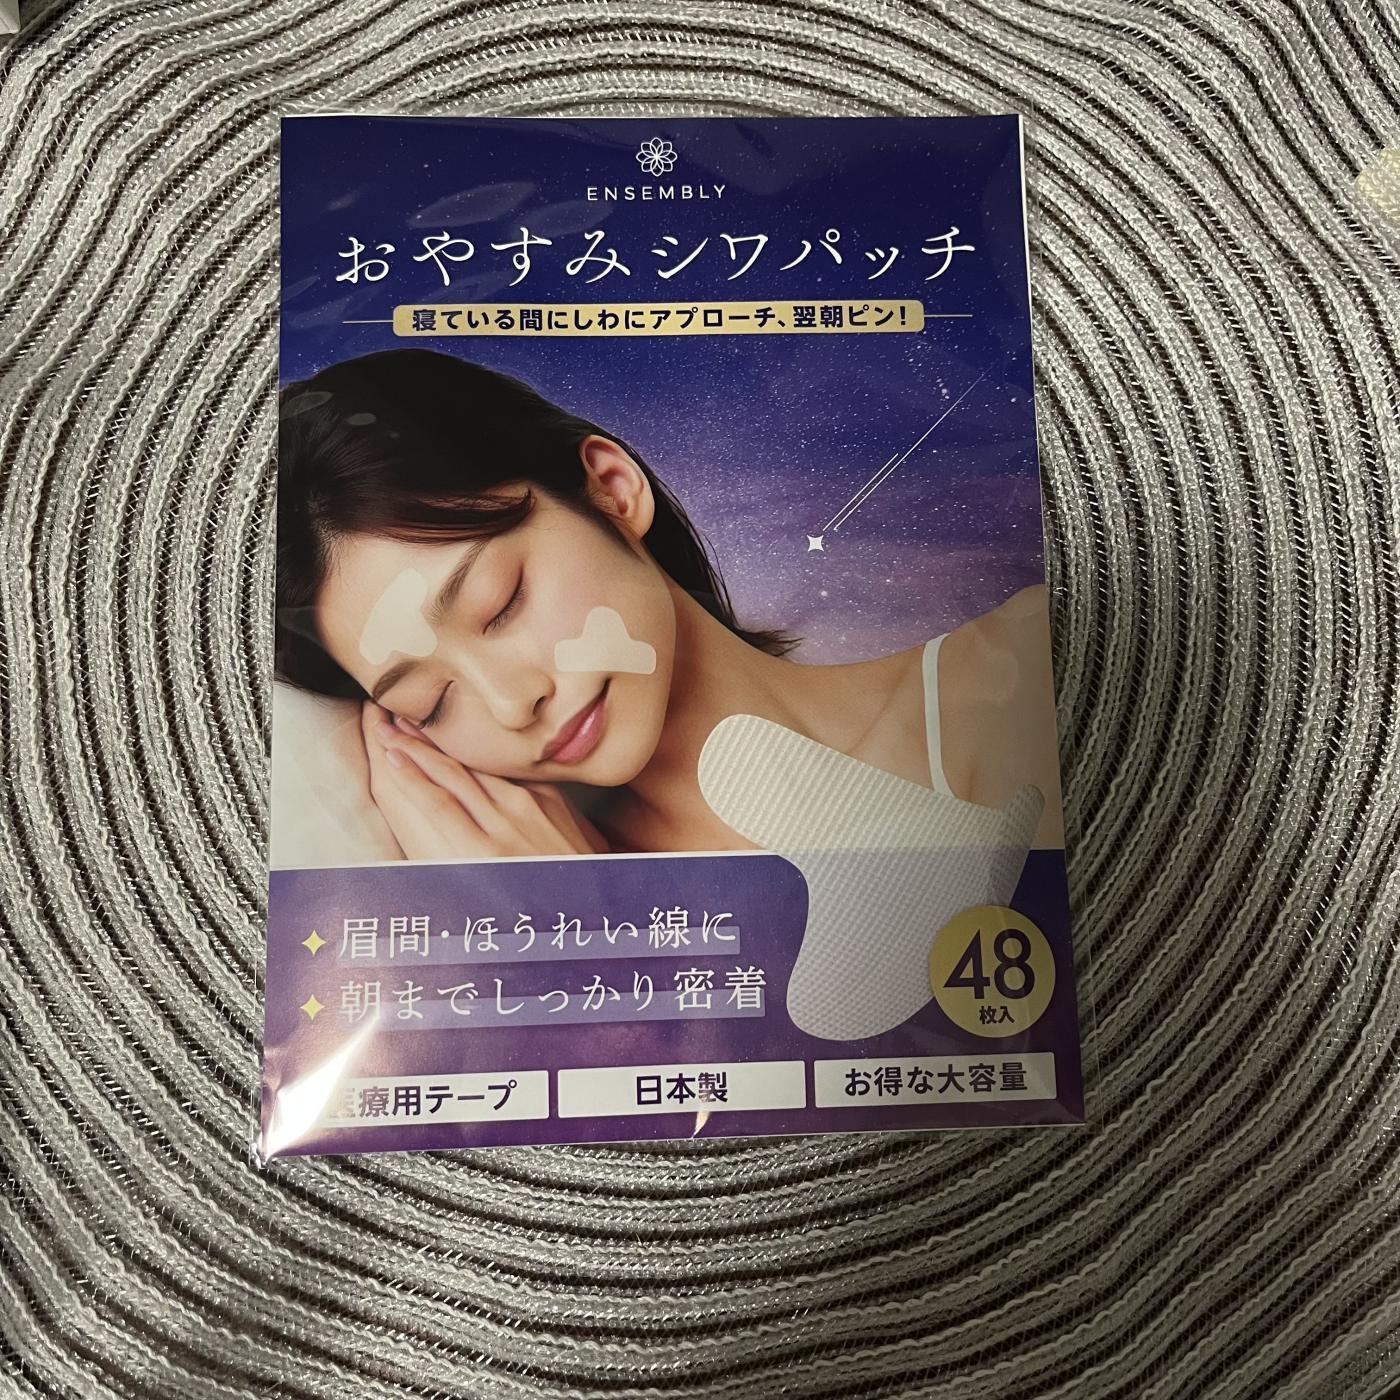 ENSEMBLY
おやすみシワパッチ
寝ている間にしわにアプローチ、翌朝ピン!
眉間・ほうれい線に
朝までしっかり密着
48
枚入
医療用テープ
日本製
お得な大容量